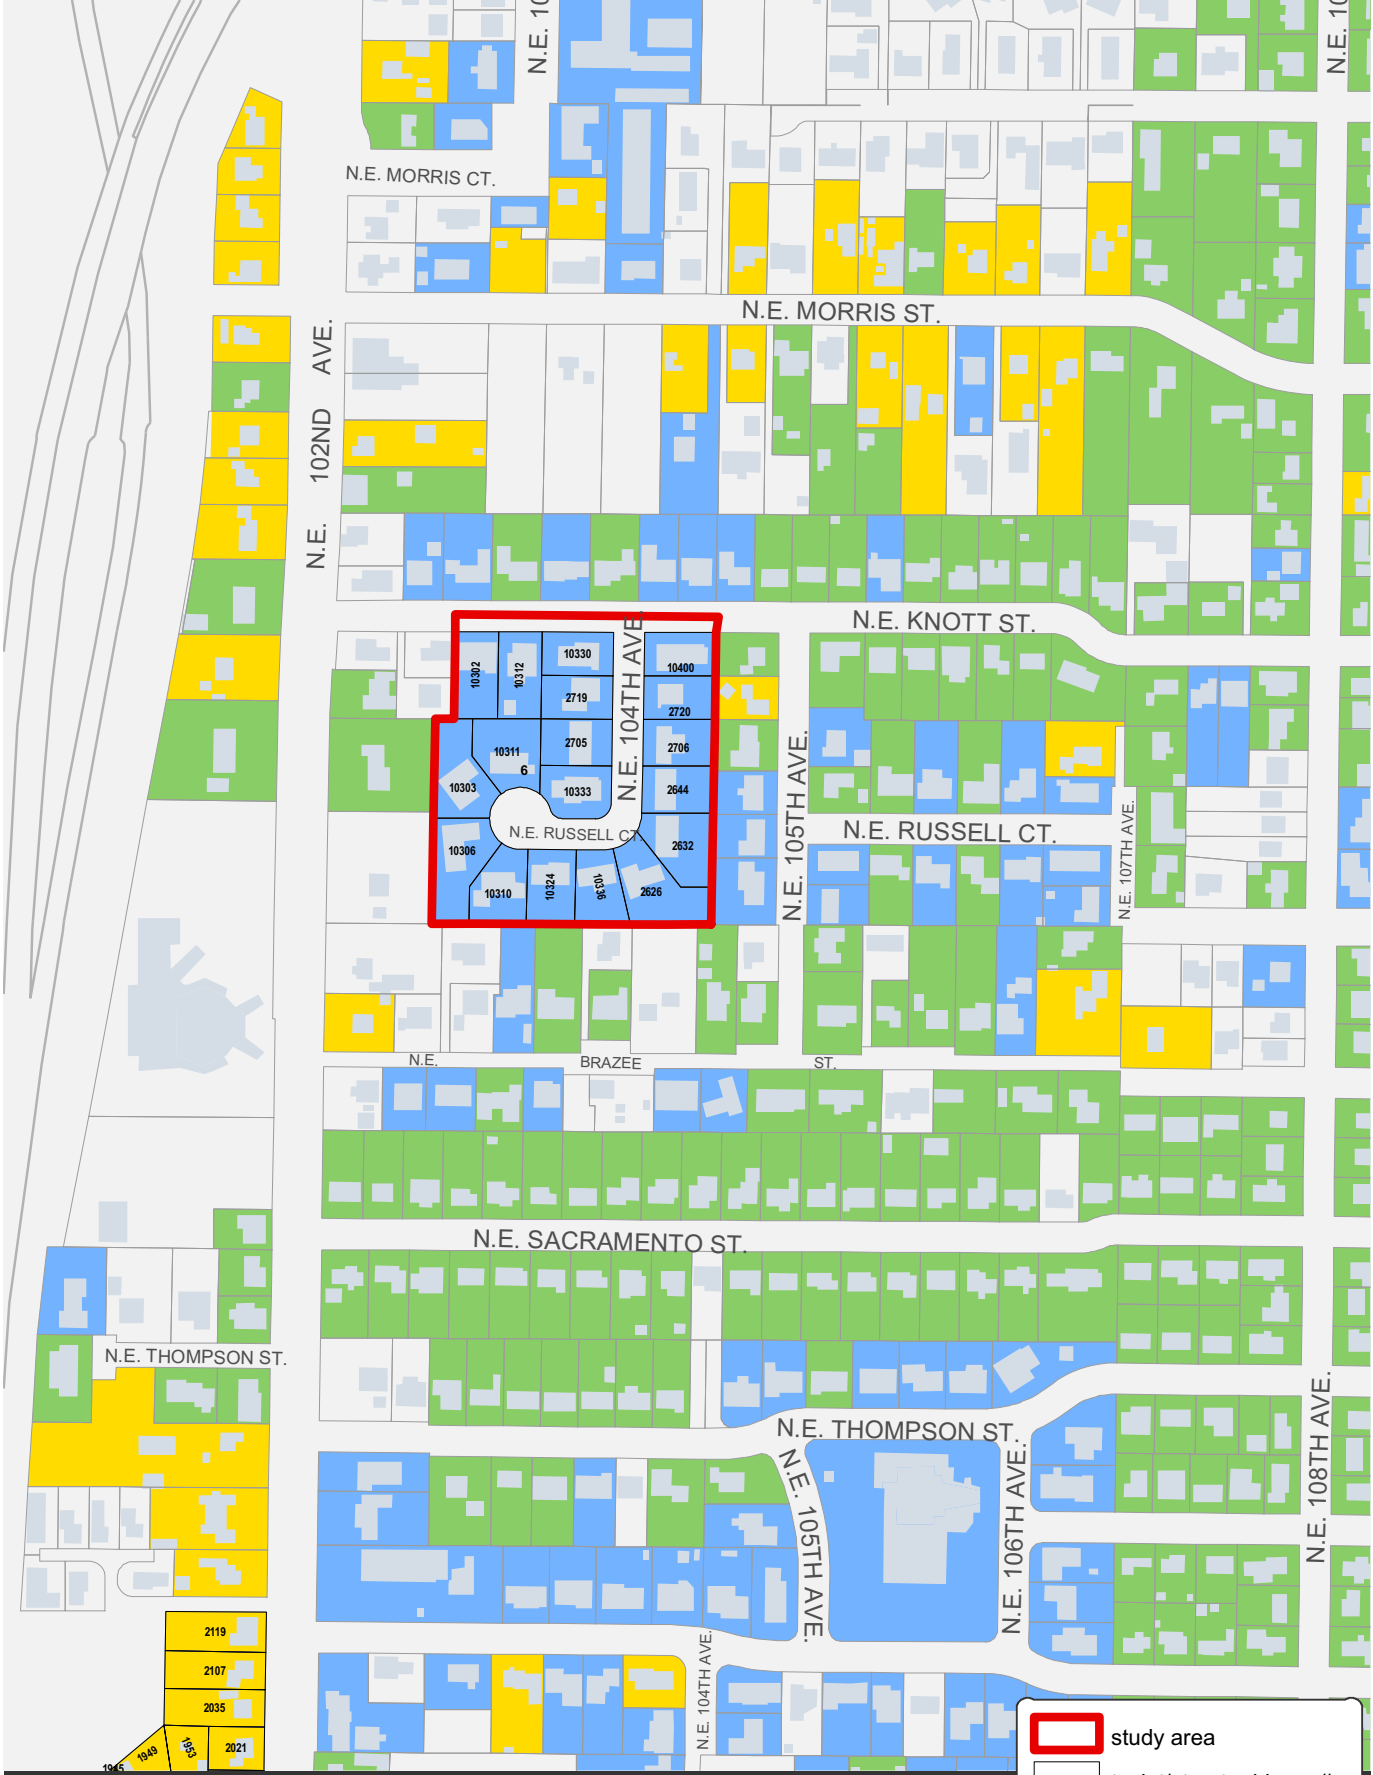 N.E. 10
N.E. 10
N.E. MORRIS CT.
N.E. MORRIS ST.
N.E. 102ND AVE.
N.E. KNOTT ST.
10302
10312
10330
N.E. 104TH AVE.
10400
2719
2720
10311
6
2705
2706
10303
10333
2644
N.E. RUSSELL CT.
N.E. 105TH AVE.
N.E. RUSSELL CT.
N.E. 107TH AVE.
10306
2632
10310
10324
10336
2626
N.E. BRAZEE ST.
N.E. SACRAMENTO ST.
N.E. THOMPSON ST.
N.E. THOMPSON ST.
N.E. 105TH AVE.
N.E. 106TH AVE.
N.E. 108TH AVE.
2119
2107
2035
1945
1949
1953
2021
N.E. 104TH AVE.
study area